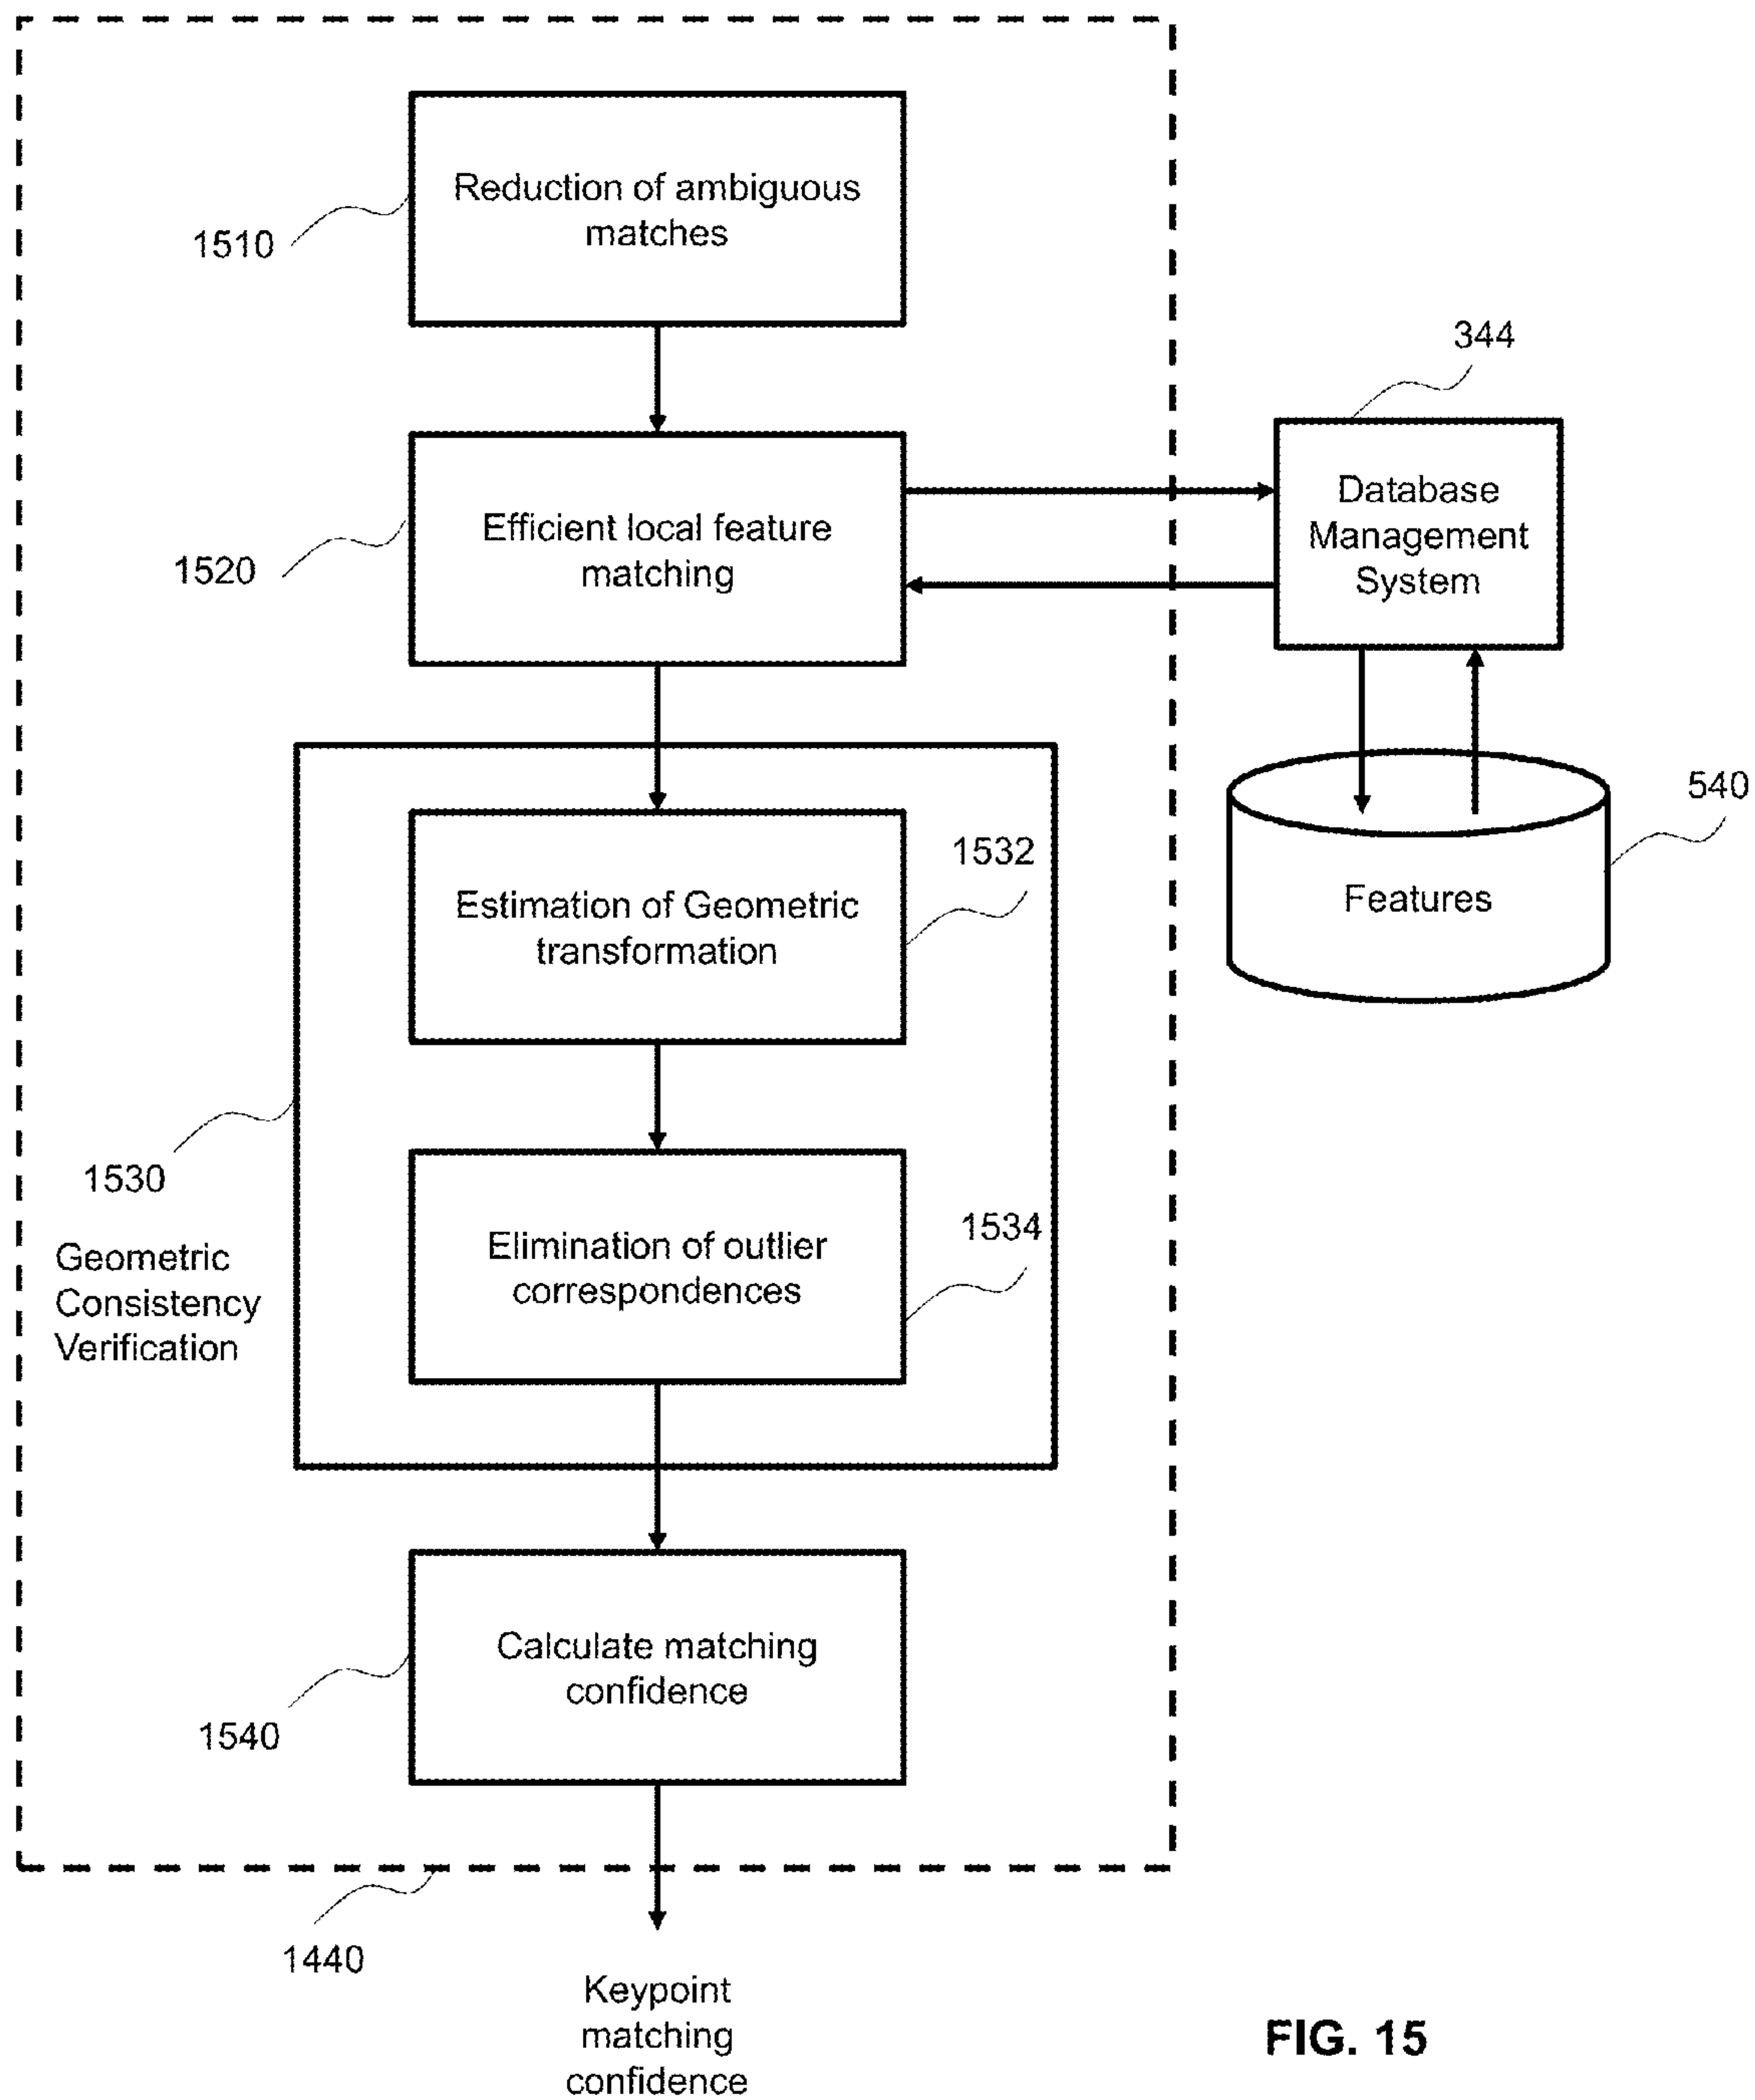 Reduction of ambiguous
matches
1510
344
Efficient local feature
matching
1520
Database
Management
System
540
Features
1532
Estimation of Geometric
transformation
1530
Geometric
Consistency
Verification
1534
Elimination of outlier
correspondences
Calculate matching
confidence
1540
1440
Keypoint
matching
confidence
FIG. 15